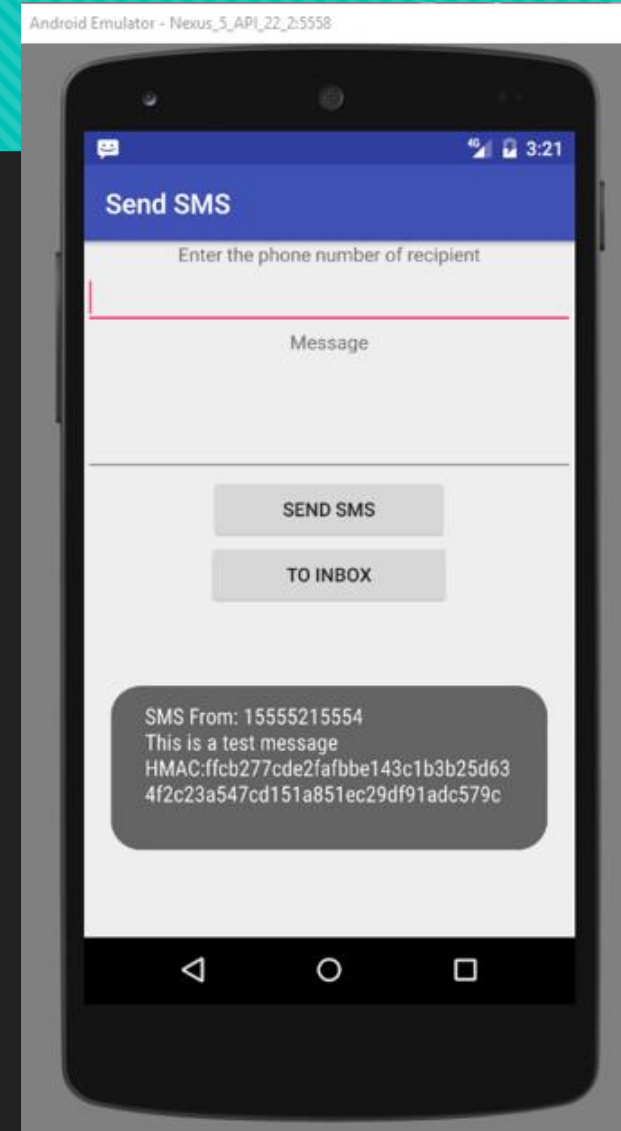 Android Emulator - Nexus_5_API_22_2:5558
4G 3:21
Send SMS
Enter the phone number of recipient
Message
SEND SMS
TO INBOX
SMS From: 15555215554
This is a test message
HMAC:ffcb277cde2fafbbe143c1b3b25d63
4f2c23a547cd151a851ec29df91adc579c